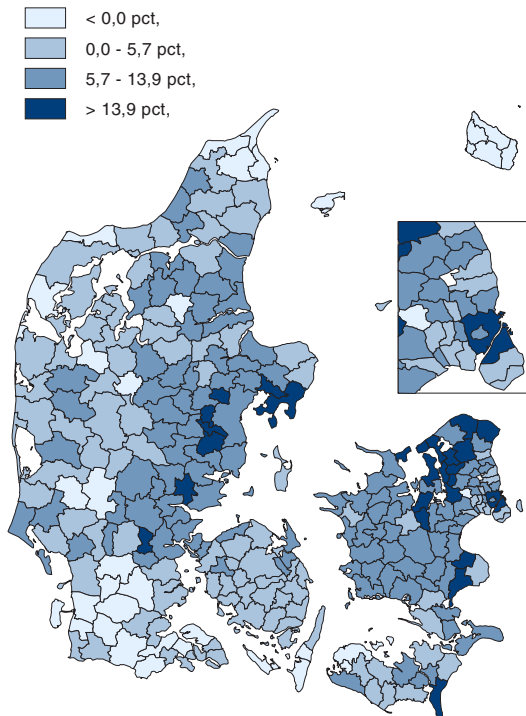 < 0,0 pct,
0,0 - 5,7 pct,
5,7 - 13,9 pct,
> 13,9 pct,